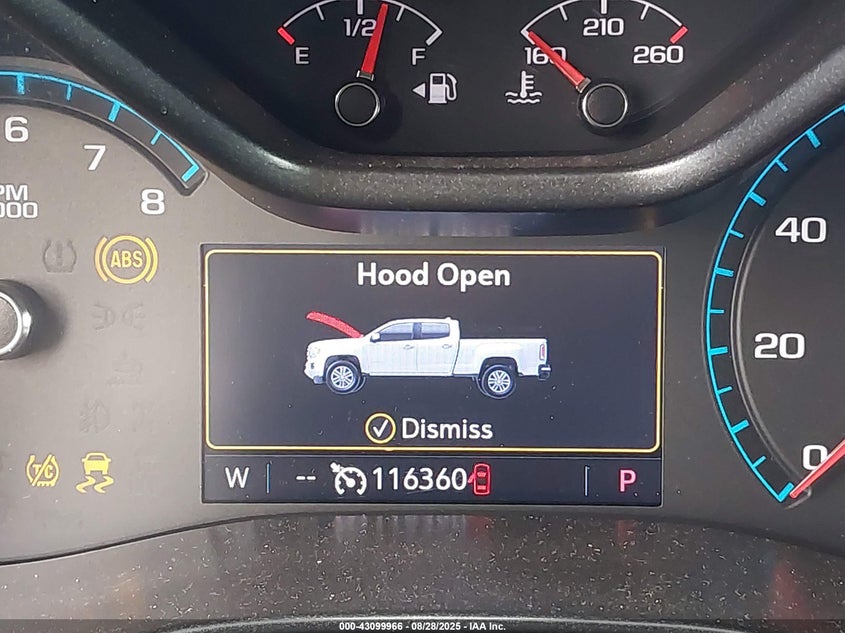 1/2
E
F
210
160
260
6
7
8
PM
000
ABS
Hood Open
Dismiss
TC
W
--
116360
P
40
20
0
000-43099966 - 08/28/2025 - IAA Inc.